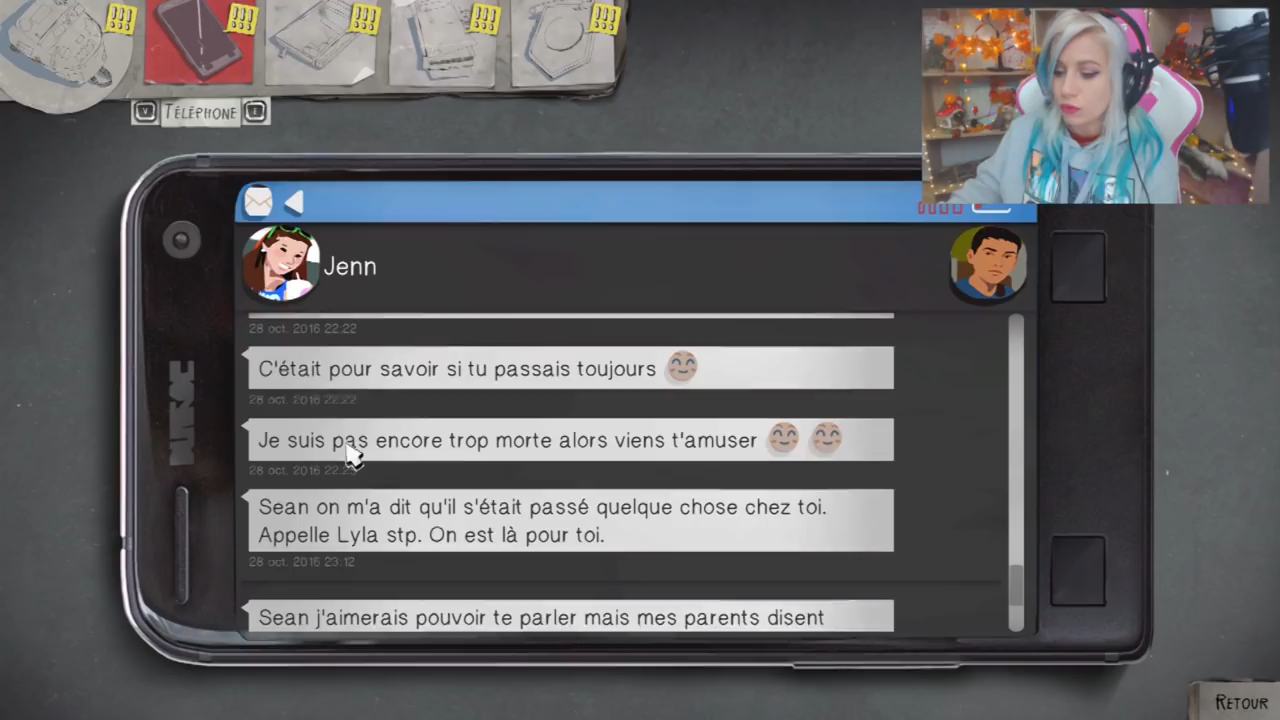 TÉLÉPHONE
Jenn
28 oct. 2016 22:22
C'était pour savoir si tu passais toujours
28 oct. 2016 22:22
Je suis pas encore trop morte alors viens t'amuser
28 oct. 2016
Sean on m'a dit qu'il s'était passé quelque chose chez toi.
Appelle Lyla stp. On est là pour toi.
28 oct. 2016 23:12
Sean j'aimerais pouvoir te parler mais mes parents disent
RETOUR